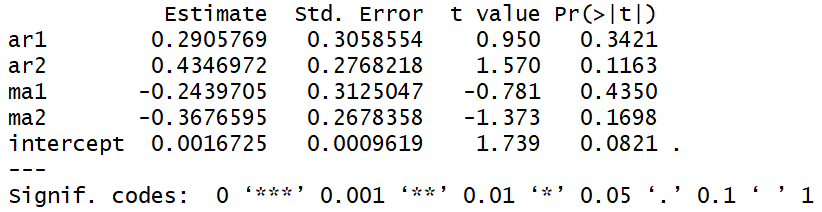 Estimate Std. Error t value Pr(>|t|)
ar1 0.2905769 0.3058554 0.950 0.3421
ar2 0.4346972 0.2768218 1.570 0.1163
ma1 -0.2439705 0.3125047 -0.781 0.4350
ma2 -0.3676595 0.2678358 -1.373 0.1698
intercept 0.0016725 0.0009619 1.739 0.0821 .
---
Signif. codes: 0 ‘***’ 0.001 ‘**’ 0.01 ‘*’ 0.05 ‘.’ 0.1 ‘ ’ 1